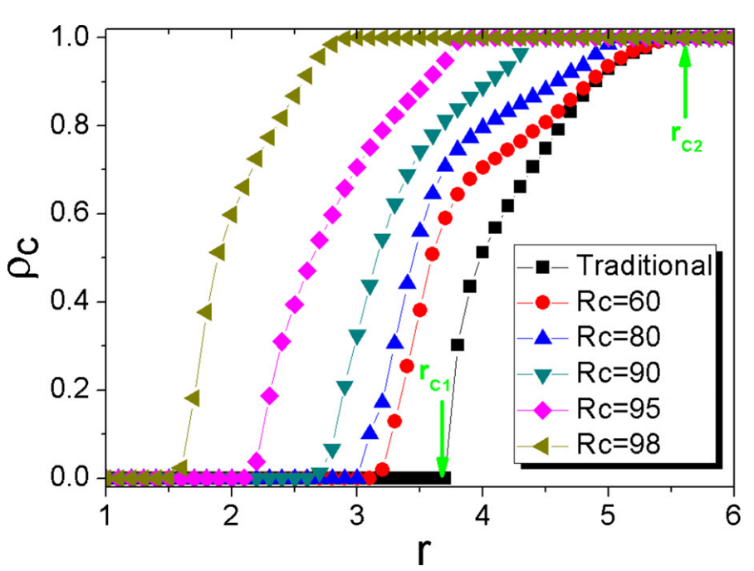 1.0
0.8
0.6
0.4
0.2
0.0
ρc
rc1
rc2
Traditional
Rc=60
Rc=80
Rc=90
Rc=95
Rc=98
1 2 3 4 5 6
r